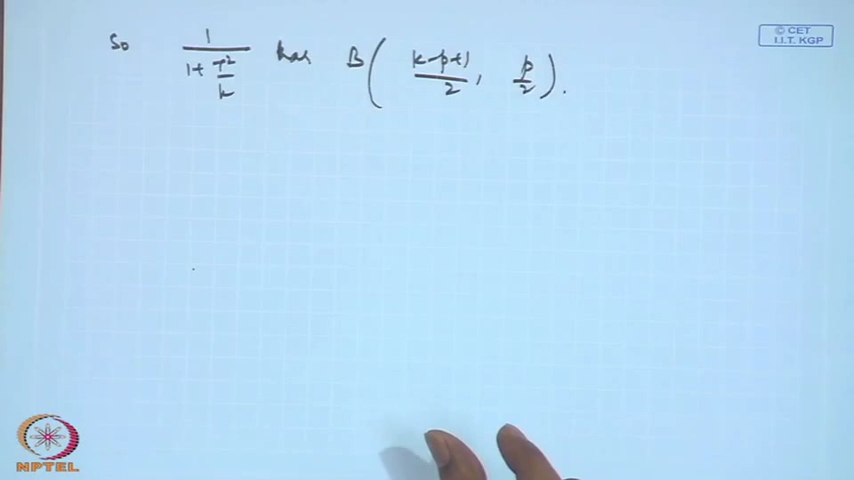 So 1/(1+T²/k) has B( (k-p+1)/2, p/2 ).
© CET
I.I.T. KGP
NPTEL